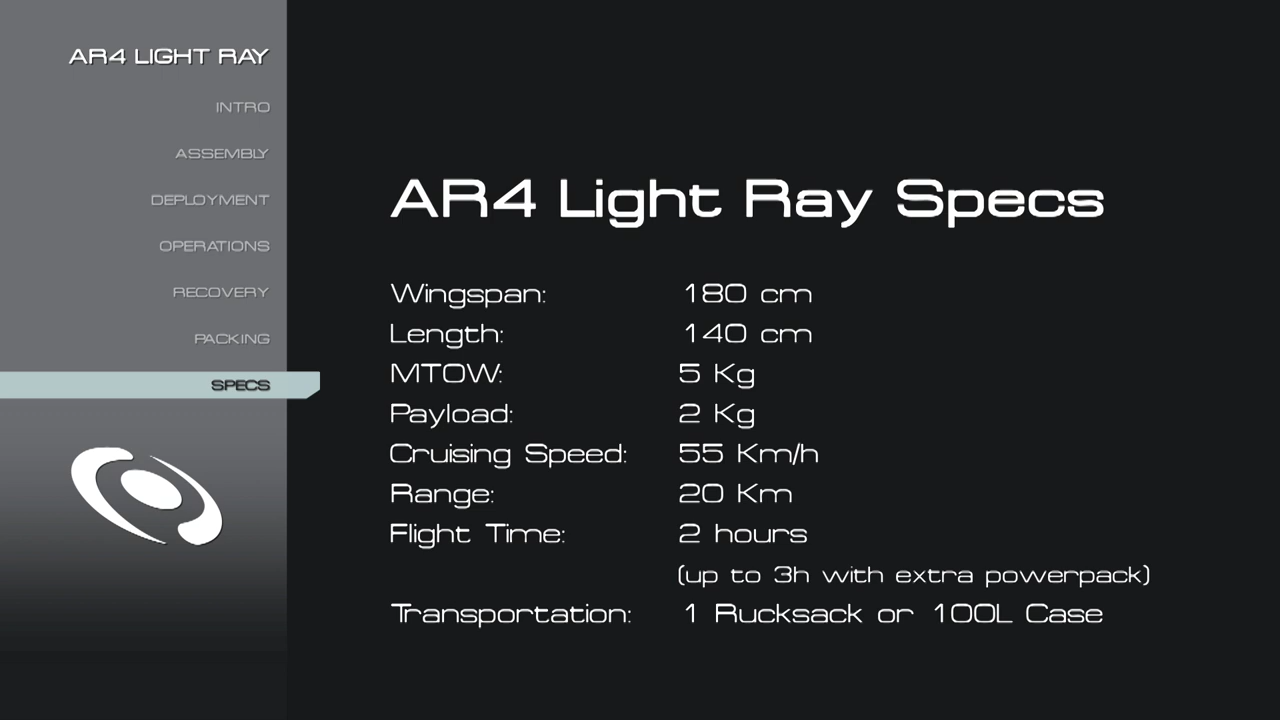 AR4 LIGHT RAY
INTRO
ASSEMBLY
DEPLOYMENT
OPERATIONS
RECOVERY
PACKING
SPECS
AR4 Light Ray Specs
Wingspan: 180 cm
Length: 140 cm
MTOW: 5 Kg
Payload: 2 Kg
Cruising Speed: 55 Km/h
Range: 20 Km
Flight Time: 2 hours
(up to 3h with extra powerpack)
Transportation: 1 Rucksack or 100L Case